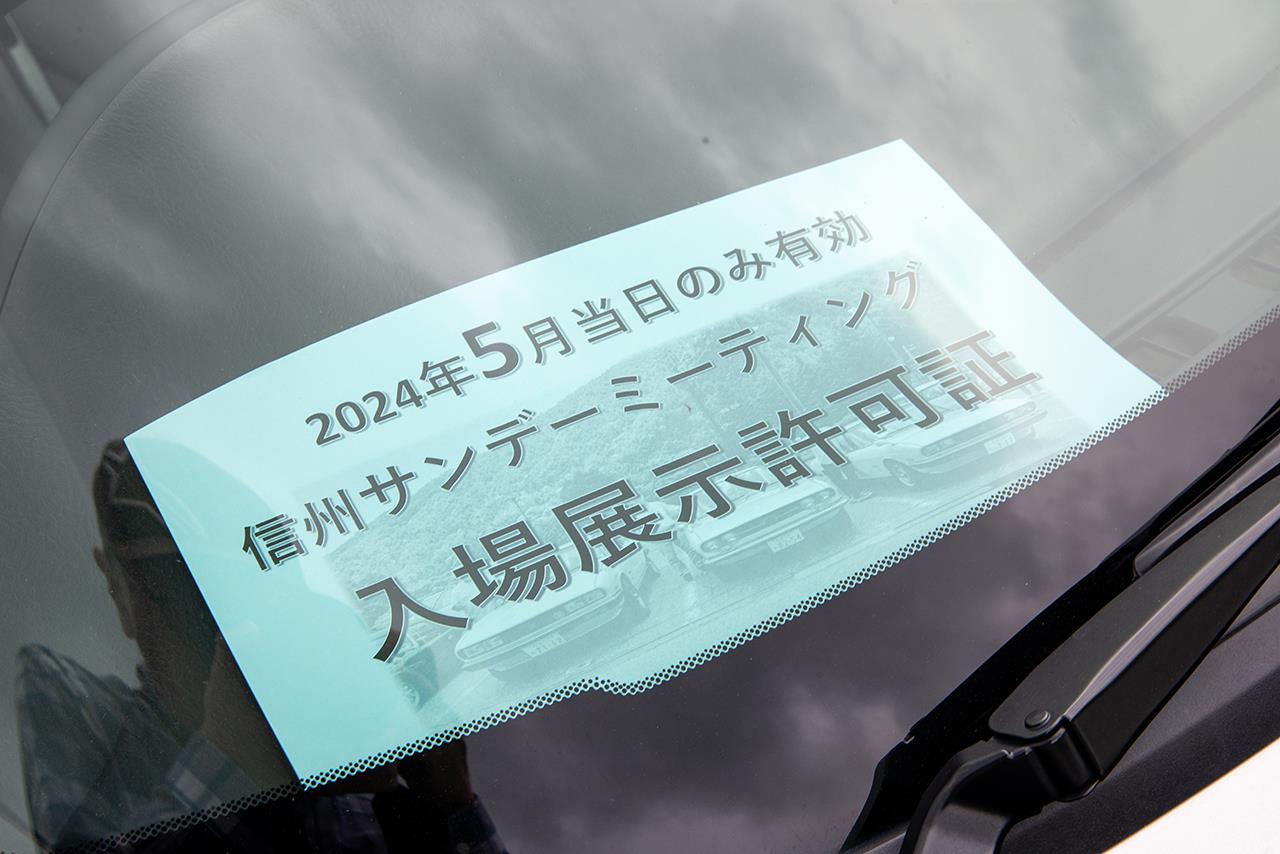 2024年5月当日のみ有効
信州サンデーミーティング
入場展示許可証